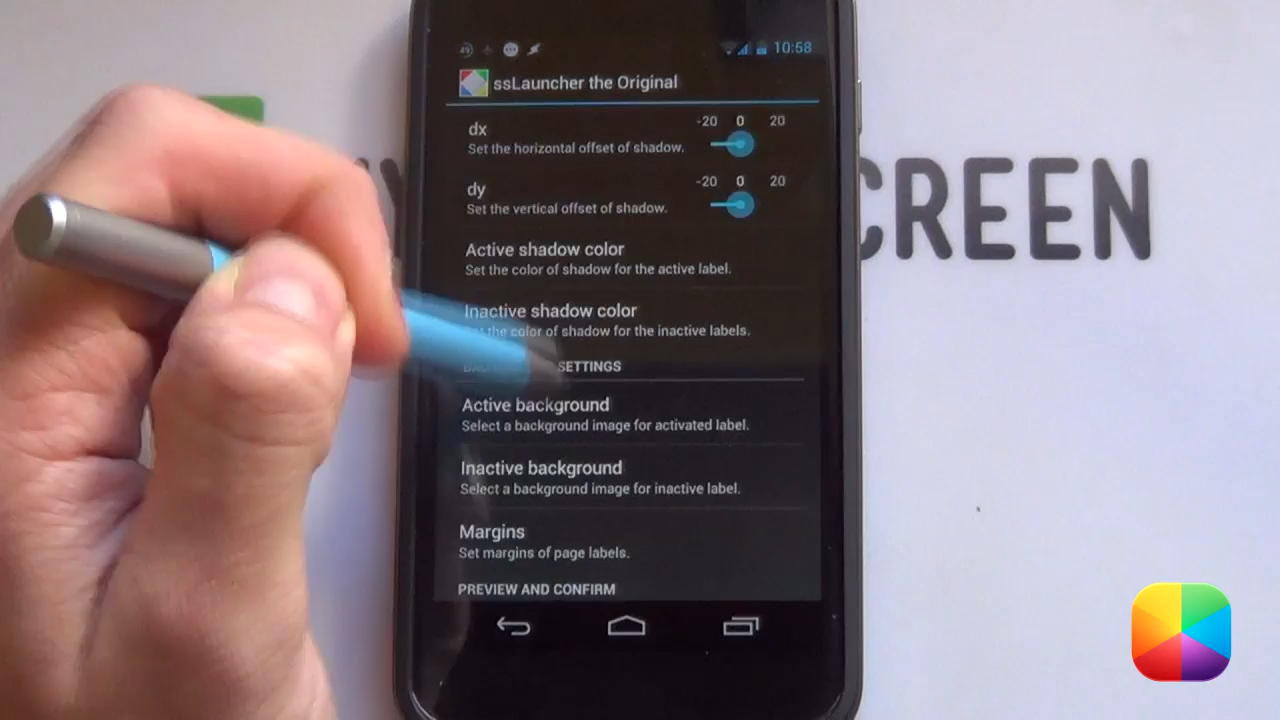 49
10:58
ssLauncher the Original
dx
-20 0 20
Set the horizontal offset of shadow.
dy
-20 0 20
Set the vertical offset of shadow.
Active shadow color
Set the color of shadow for the active label.
Inactive shadow color
the color of shadow for the inactive labels.
SETTINGS
Active background
Select a background image for activated label.
Inactive background
Select a background image for inactive label.
Margins
Set margins of page labels.
PREVIEW AND CONFIRM
CREEN